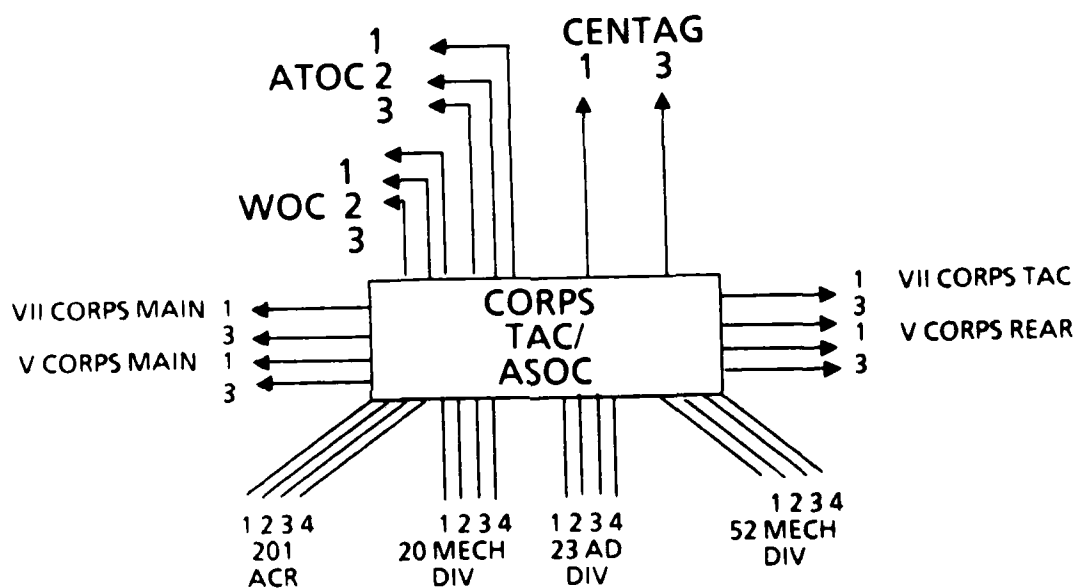 1
ATOC 2
3
CENTAG
1 3
1
WOC 2
3
VII CORPS MAIN 1
3
V CORPS MAIN 1
3
CORPS
TAC/
ASOC
1 VII CORPS TAC
3
1 V CORPS REAR
3
1 2 3 4
201
ACR
1 2 3 4
20 MECH
DIV
1 2 3 4
23 AD
DIV
1 2 3 4
52 MECH
DIV